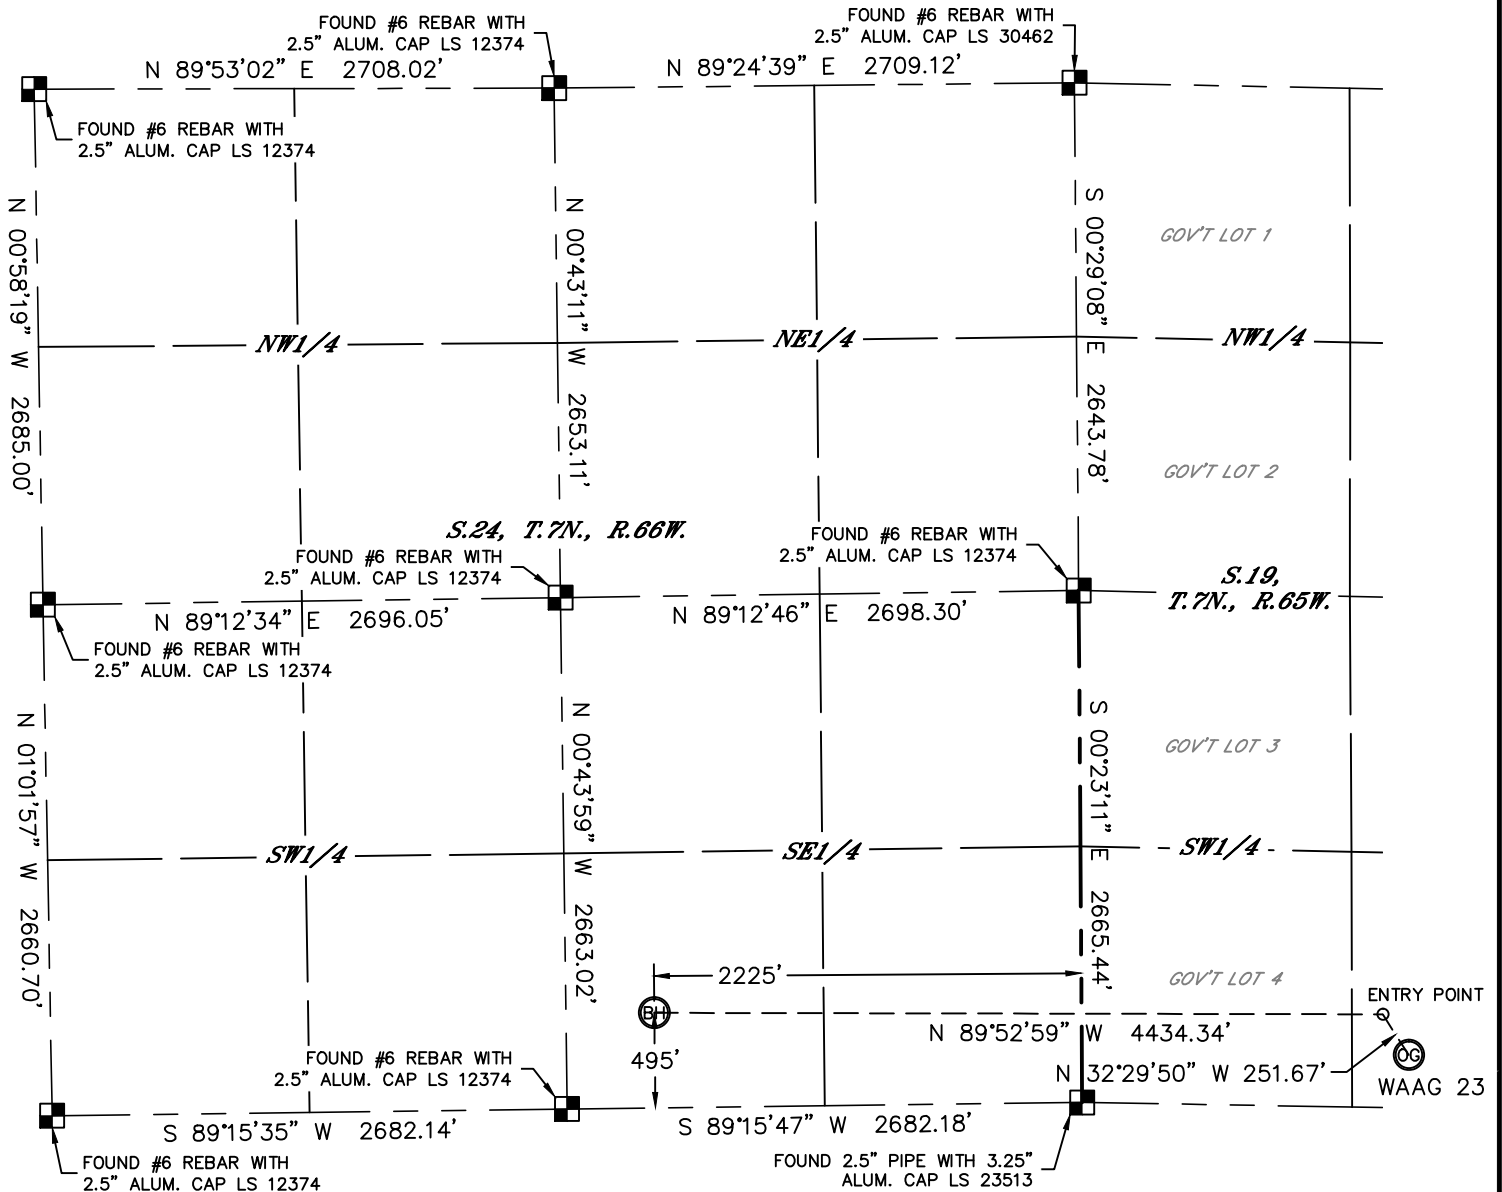 FOUND #6 REBAR WITH
2.5" ALUM. CAP LS 12374
FOUND #6 REBAR WITH
2.5" ALUM. CAP LS 30462
N 89°53'02" E 2708.02'
N 89°24'39" E 2709.12'
FOUND #6 REBAR WITH
2.5" ALUM. CAP LS 12374
N 00°58'19" W 2685.00'
N 00°43'11" W 2653.11'
S 00°29'08" E 2643.78'
GOV'T LOT 1
NW1/4
NE1/4
NW1/4
GOV'T LOT 2
S.24, T.7N., R.66W.
FOUND #6 REBAR WITH
2.5" ALUM. CAP LS 12374
FOUND #6 REBAR WITH
2.5" ALUM. CAP LS 12374
S.19,
T.7N., R.65W.
N 89°12'34" E 2696.05'
N 89°12'46" E 2698.30'
FOUND #6 REBAR WITH
2.5" ALUM. CAP LS 12374
N 01°01'57" W 2660.70'
N 00°43'59" W 2663.02'
S 00°23'11" E 2665.44'
GOV'T LOT 3
SW1/4
SE1/4
SW1/4
2225'
GOV'T LOT 4
ENTRY POINT
BH
N 89°52'59" W 4434.34'
495'
OG
FOUND #6 REBAR WITH
2.5" ALUM. CAP LS 12374
N 32°29'50" W 251.67'
WAAG 23
S 89°15'35" W 2682.14'
S 89°15'47" W 2682.18'
FOUND #6 REBAR WITH
2.5" ALUM. CAP LS 12374
FOUND 2.5" PIPE WITH 3.25"
ALUM. CAP LS 23513